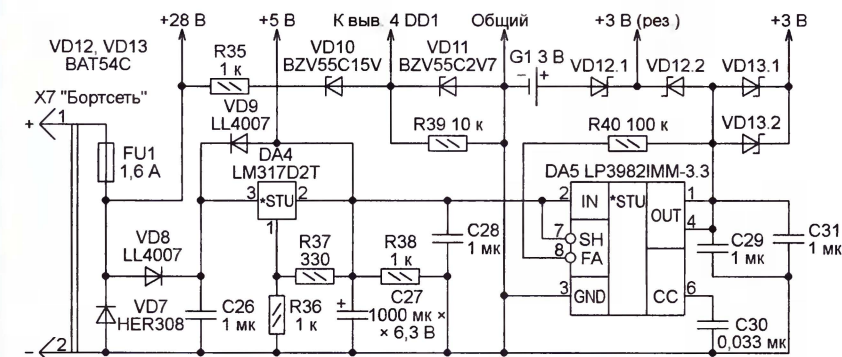 +28 В
+5 В
К выв. 4 DD1
Общий
+3 В (рез.)
+3 В
VD12, VD13
BAT54C
R35
1 к
VD10
BZV55C15V
VD11
BZV55C2V7
G1 3 В
− +
VD12.1
VD12.2
VD13.1
X7 "Бортсеть"
+
1
VD9
LL4007
R39 10 к
R40 100 к
VD13.2
FU1
1,6 А
DA4
LM317D2T
3
*STU
2
1
DA5 LP3982IMM-3.3
2
IN
*STU
OUT
1
4
7
SH
8
FA
3
GND
CC
6
VD8
LL4007
R37
330
R38
1 к
C28
1 мк
C29
1 мк
C31
1 мк
VD7
HER308
C26
1 мк
R36
1 к
+
C27
1000 мк ×
× 6,3 В
C30
0,033 мк
−
2